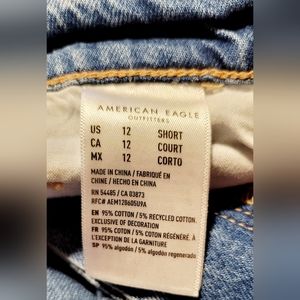 AMERICAN EAGLE
OUTFITTERS
US 12 SHORT
CA 12 COURT
MX 12 CORTO
MADE IN CHINA / FABRIQUÉ EN
CHINE / HECHO EN CHINA
RN 54485 / CA 03873
RFC# AEM120605U9A
EN 95% COTTON / 5% RECYCLED COTTON
EXCLUSIVE OF DECORATION
FR 95% COTON / 5% COTON RÉGÉNÉRÉ. À
L'EXCEPTION DE LA GARNITURE
SP 95% algodón / 5% algodón regenerado